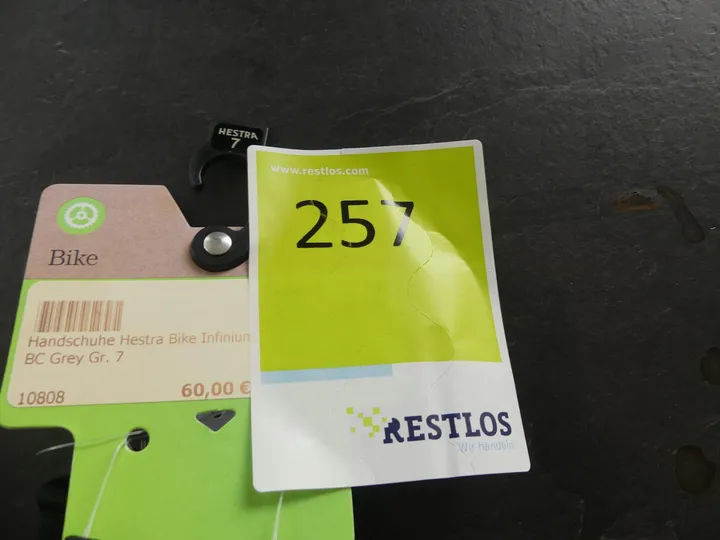 HESTRA
7
www.restlos.com
257
Bike
Handschuhe Hestra Bike Infinium
BC Grey Gr. 7
10808
60,00 €
RESTLOS
Wir handeln